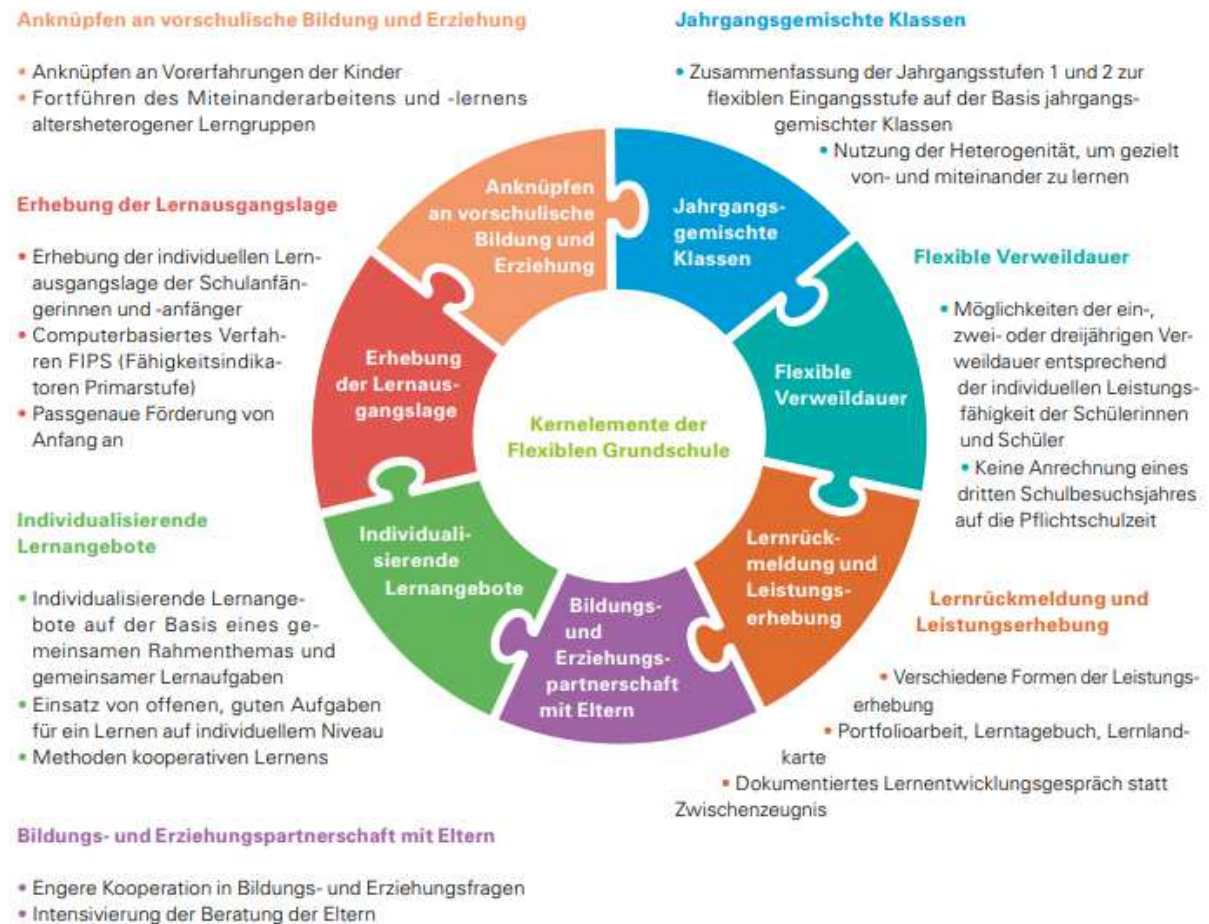 Anknüpfen an vorschulische Bildung und Erziehung
• Anknüpfen an Vorerfahrungen der Kinder
• Fortführen des Miteinanderarbeitens und -lernens
altersheterogener Lerngruppen
Jahrgangsgemischte Klassen
• Zusammenfassung der Jahrgangsstufen 1 und 2 zur
flexiblen Eingangsstufe auf der Basis jahrgangs-
gemischter Klassen
• Nutzung der Heterogenität, um gezielt
von- und miteinander zu lernen
Erhebung der Lernausgangslage
• Erhebung der individuellen Lern-
ausgangslage der Schulanfän-
gerinnen und -anfänger
• Computerbasiertes Verfah-
ren FIPS (Fähigkeitsindika-
toren Primarstufe)
• Passgenaue Förderung von
Anfang an
Flexible Verweildauer
• Möglichkeiten der ein-,
zwei- oder dreijährigen Ver-
weildauer entsprechend
der individuellen Leistungs-
fähigkeit der Schülerinnen
und Schüler
• Keine Anrechnung eines
dritten Schulbesuchsjahres
auf die Pflichtschulzeit
Anknüpfen
an vorschulische
Bildung und
Erziehung
Jahrgangs-
gemischte
Klassen
Erhebung
der Lernaus-
gangslage
Flexible
Verweildauer
Kernelemente der
Flexiblen Grundschule
Individuali-
sierende
Lernangebote
Lernrück-
meldung und
Leistungs-
erhebung
Bildungs-
und
Erziehungs-
partnerschaft
mit Eltern
Individualisierende
Lernangebote
• Individualisierende Lernange-
bote auf der Basis eines ge-
meinsamen Rahmenthemas und
gemeinsamer Lernaufgaben
• Einsatz von offenen, guten Aufgaben
für ein Lernen auf individuellem Niveau
• Methoden kooperativen Lernens
Lernrückmeldung und
Leistungserhebung
• Verschiedene Formen der Leistungs-
erhebung
• Portfolioarbeit, Lerntagebuch, Lernland-
karte
• Dokumentiertes Lernentwicklungsgespräch statt
Zwischenzeugnis
Bildungs- und Erziehungspartnerschaft mit Eltern
• Engere Kooperation in Bildungs- und Erziehungsfragen
• Intensivierung der Beratung der Eltern